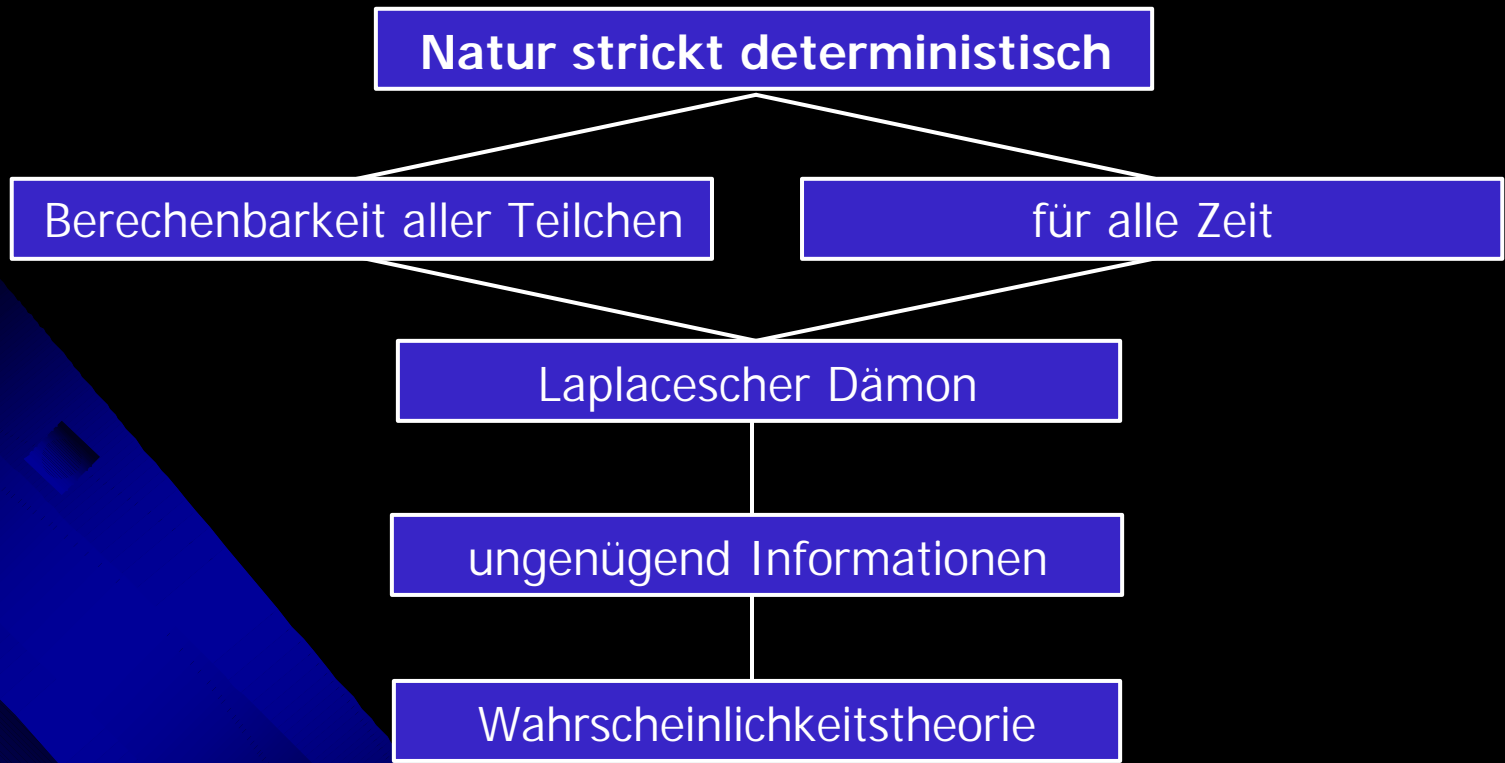 Natur strickt deterministisch
Berechenbarkeit aller Teilchen
für alle Zeit
Laplacescher Dämon
ungenügend Informationen
Wahrscheinlichkeitstheorie